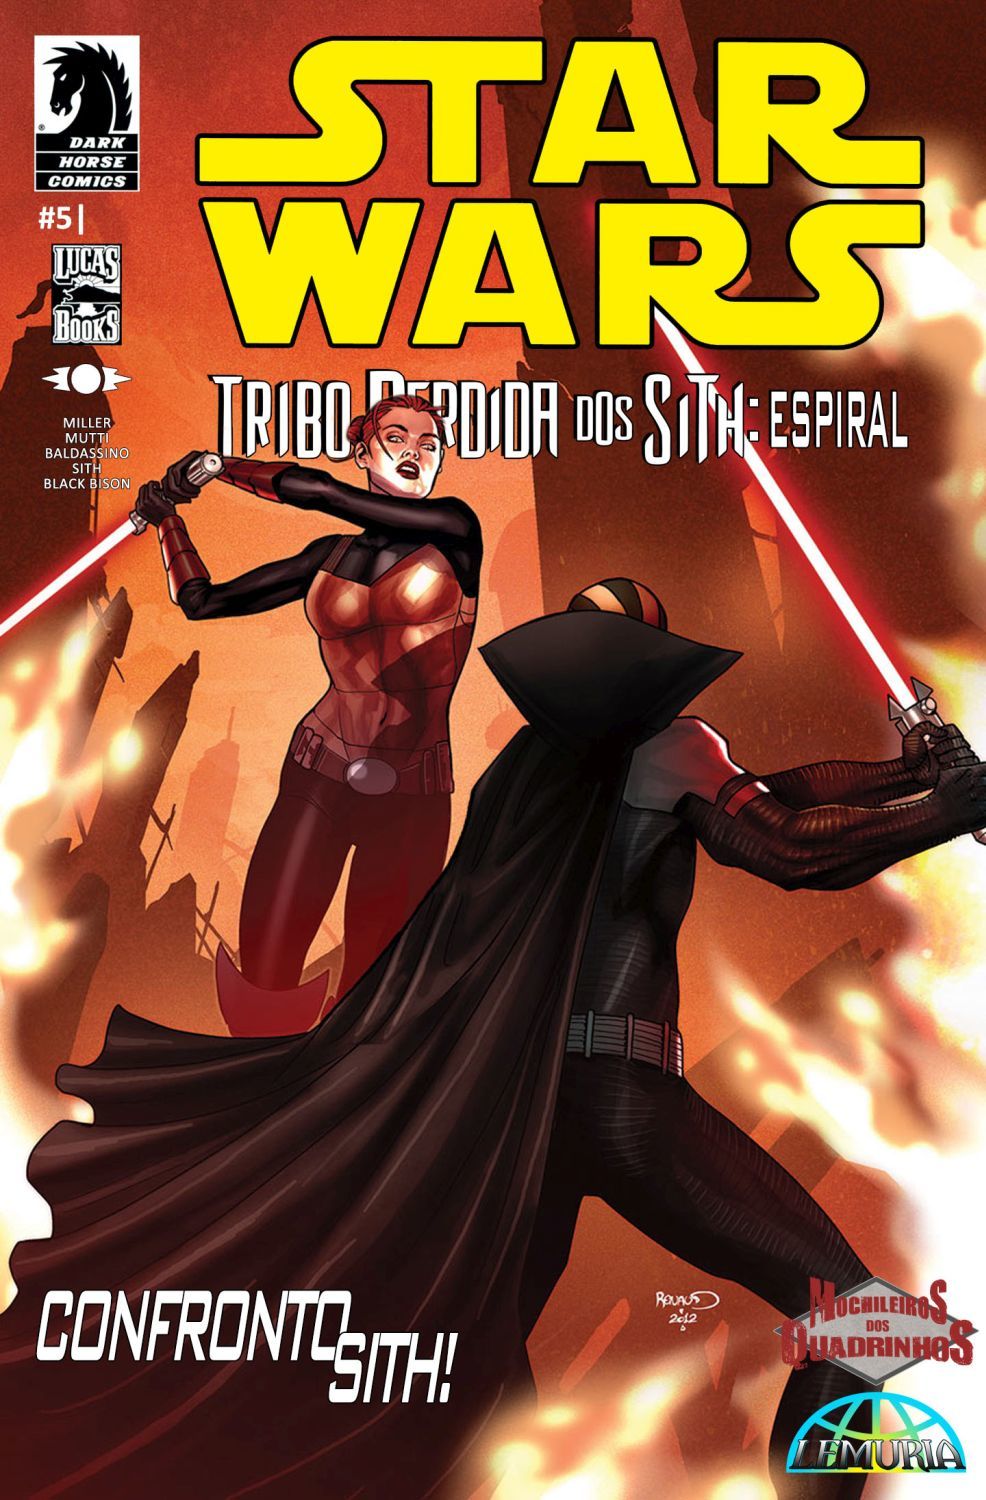 STAR
WARS
DARK
HORSE
COMICS
#5|
LUCAS
BOOKS
MILLER
MUTTI
BALDASSINO
SITH
BLACK BISON
TRIBO PERDIDA DOS SITH: ESPIRAL
CONFRONTO
SITH!
RENAUD
2012
MOCHILEIROS
DOS
QUADRINHOS
LEMURIA